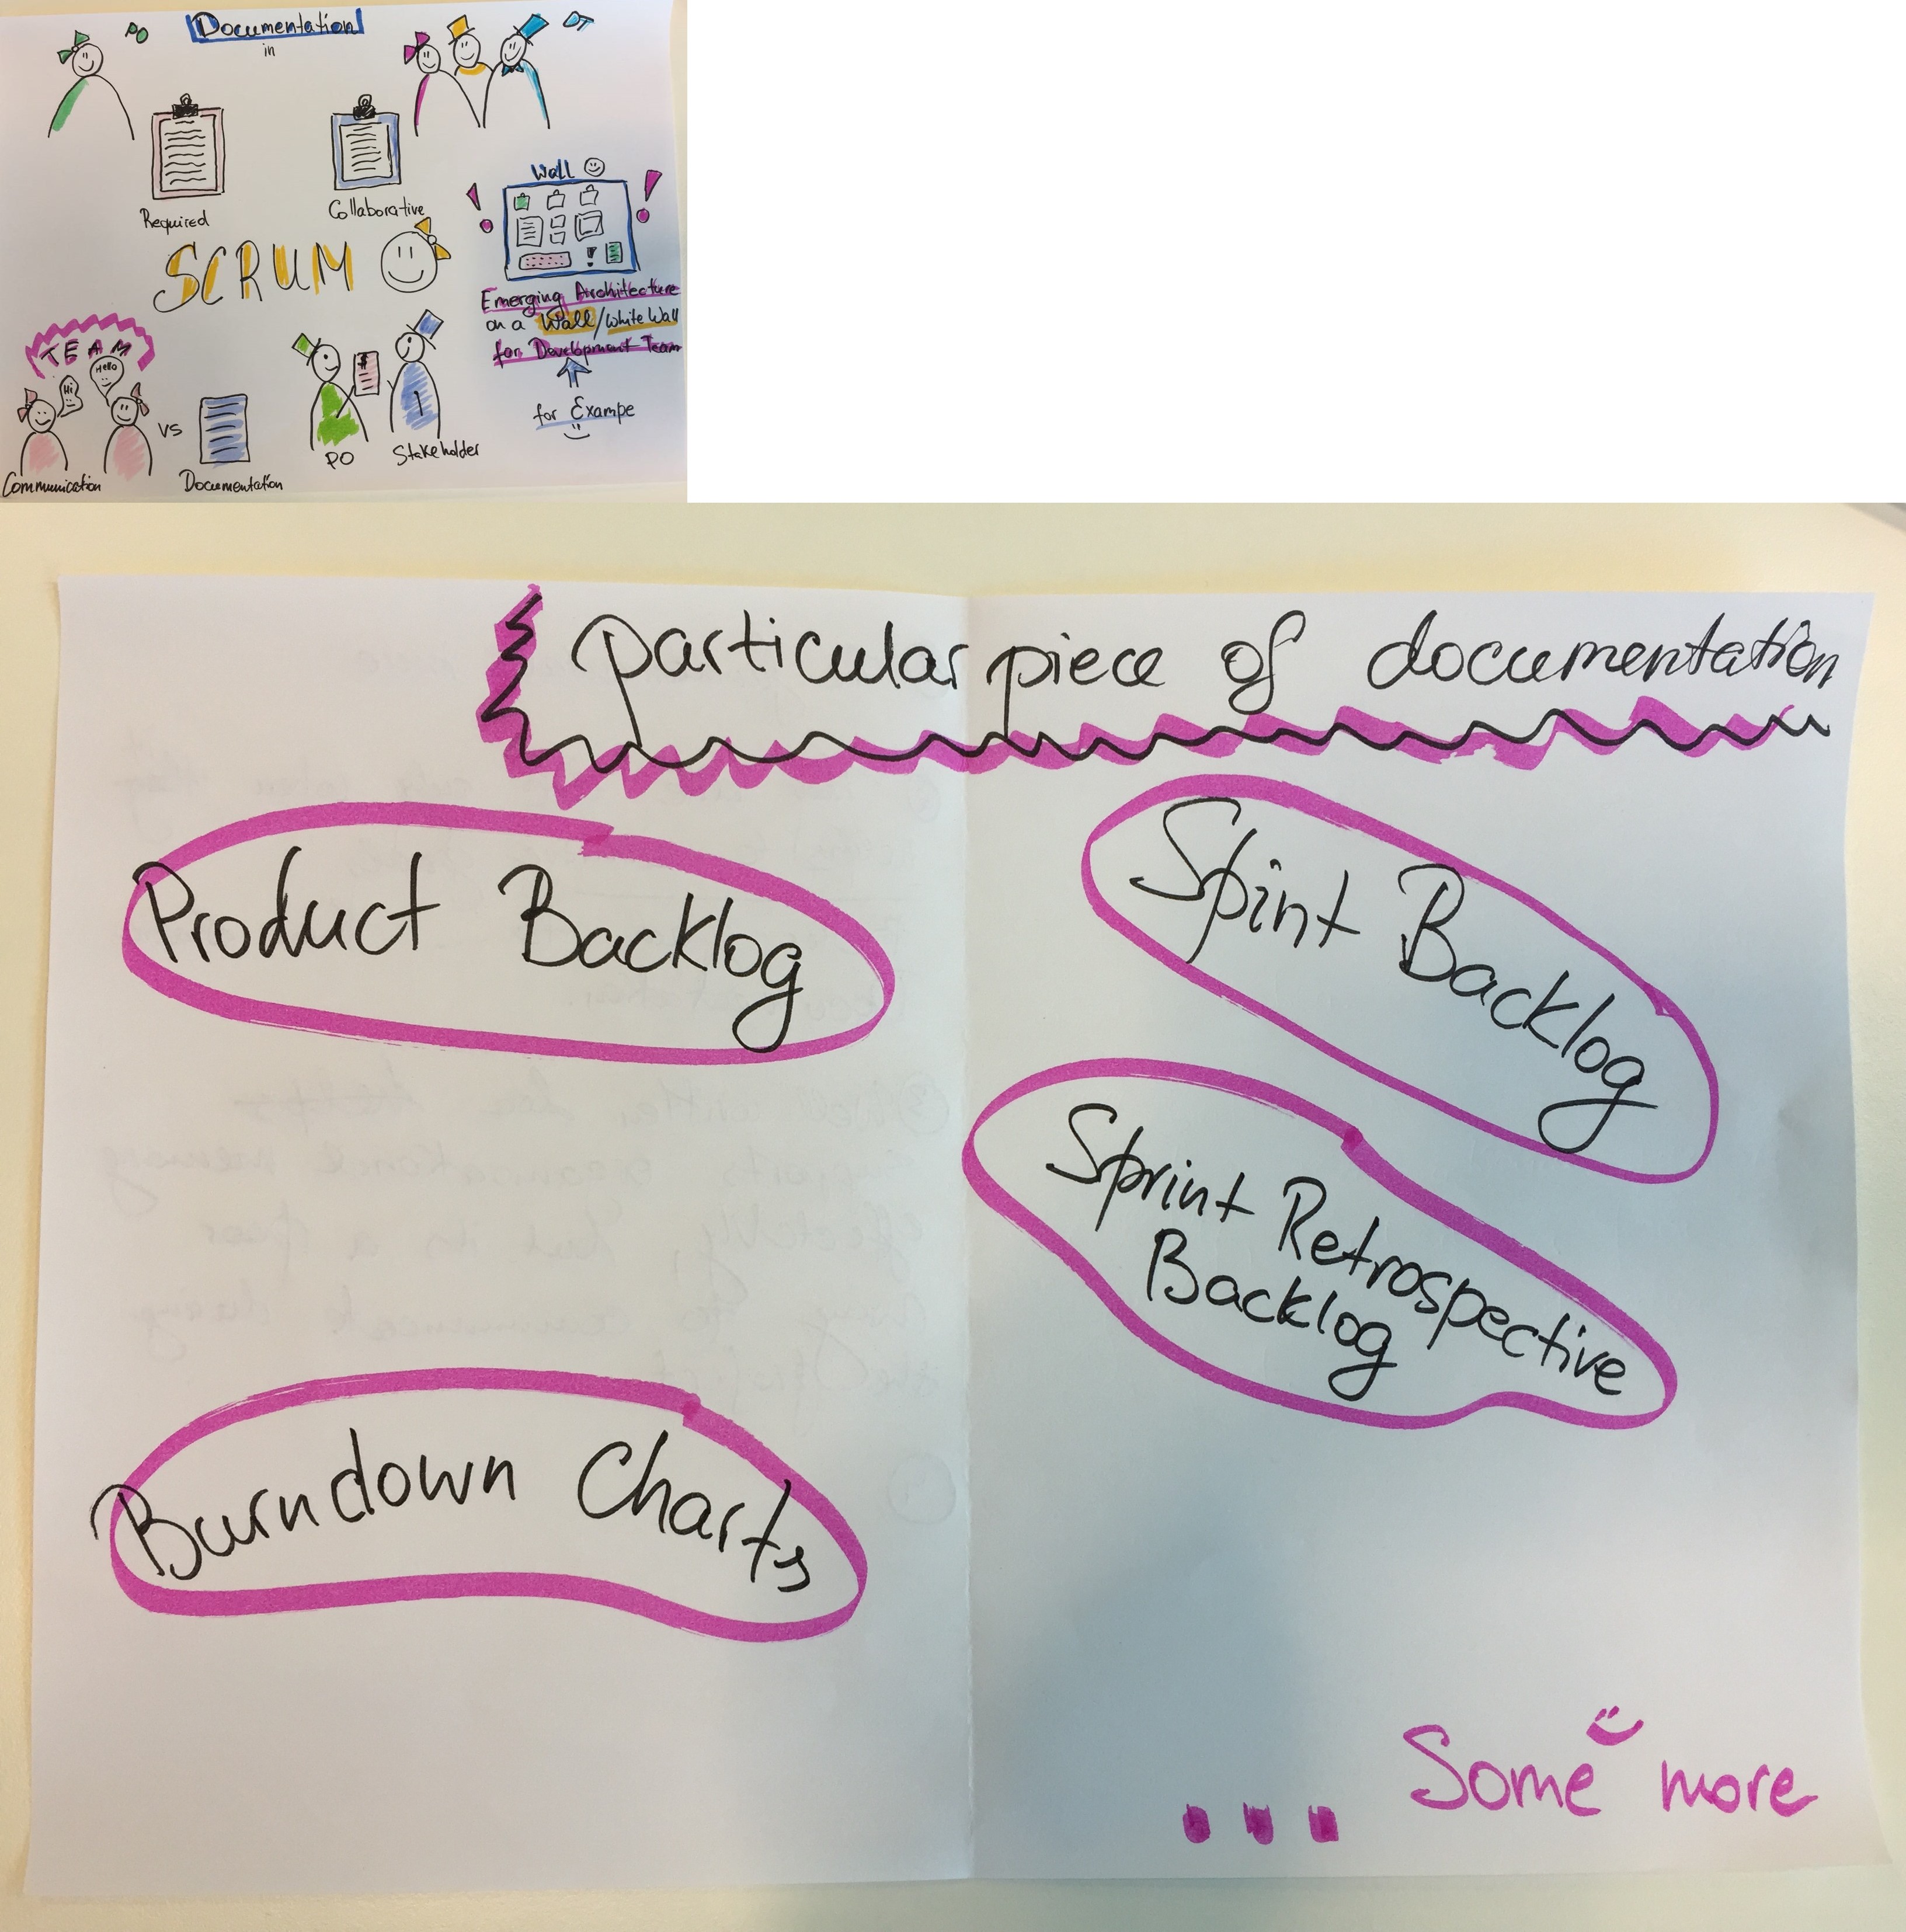 PO
Documentation
in
DT
Required
Collaborative
SCRUM
Wall
Emerging Architecture
on a Wall/White Wall
for Development Team
for Exampe
TEAM
Hi
Hello
vs
Communication
Documentation
$
PO
Stakeholder
particular piece of documentation
Product Backlog
Spint Backlog
Sprint Retrospective
Backlog
Burndown Charts
... Some more